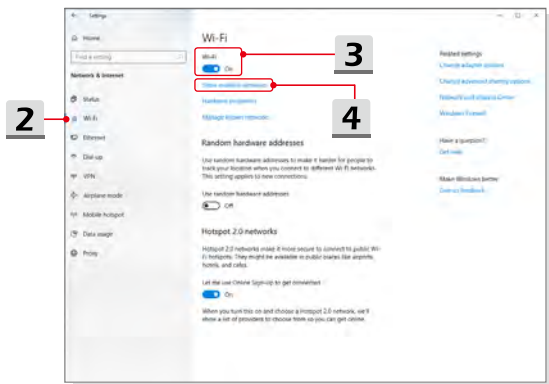 Settings
Home
Find a setting
Network & Internet
2
Status
Wi-Fi
Ethernet
Dial-up
VPN
Airplane mode
Mobile hotspot
Data usage
Proxy
Wi-Fi
Wi-Fi
On
3
Show available networks
4
Hardware properties
Manage known networks
Random hardware addresses
Use random hardware addresses to make it harder for people to
track your location when you connect to different Wi-Fi networks.
This setting applies to new connections.
Use random hardware addresses
Off
Hotspot 2.0 networks
Hotspot 2.0 networks make it more secure to connect to public Wi-
Fi hotspots. They might be available in public places like airports,
hotels, and cafes.
Let me use Online Sign-Up to get connected
On
When you turn this on and choose a Hotspot 2.0 network, we'll
show a list of providers to choose from so you can get online.
Related settings
Change adapter options
Change advanced sharing options
Network and Sharing Center
Windows Firewall
Have a question?
Get help
Make Windows better
Give us feedback